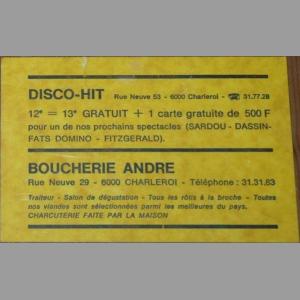 DISCO-HIT Rue Neuve 53 - 6000 Charleroi - ☎ 31.77.28
12e = 13e GRATUIT + 1 carte gratuite de 500 F
pour un de nos prochains spectacles (SARDOU - DASSIN-
FATS DOMINO - FITZGERALD).
BOUCHERIE ANDRE
Rue Neuve 29 - 6000 CHARLEROI - Téléphone : 31.31.83
Traiteur - Salon de dégustation - Tous les rôtis à la broche - Toutes
nos viandes sont sélectionnées parmi les meilleures du pays.
CHARCUTERIE FAITE PAR LA MAISON